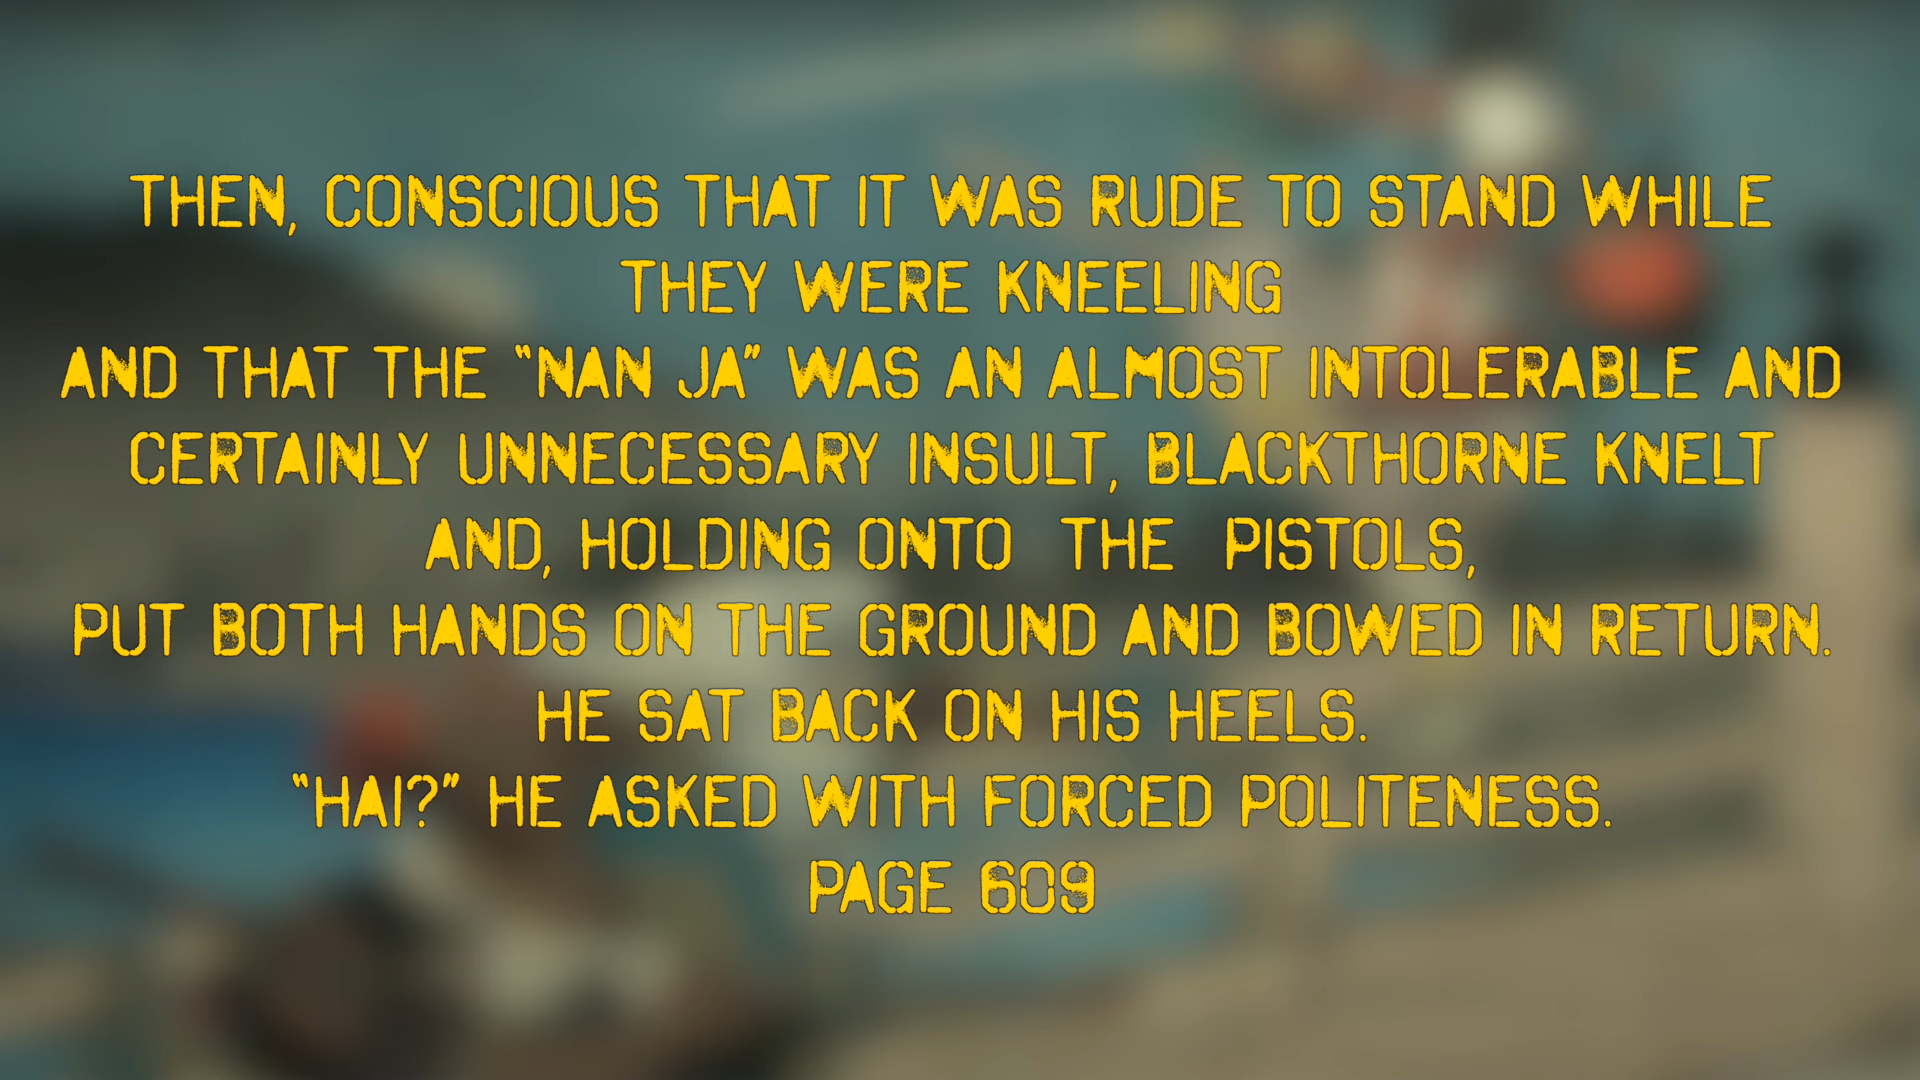 THEN, CONSCIOUS THAT IT WAS RUDE TO STAND WHILE
THEY WERE KNEELING
AND THAT THE “NAN JA” WAS AN ALMOST INTOLERABLE AND
CERTAINLY UNNECESSARY INSULT, BLACKTHORNE KNELT
AND, HOLDING ONTO THE PISTOLS,
PUT BOTH HANDS ON THE GROUND AND BOWED IN RETURN.
HE SAT BACK ON HIS HEELS.
“HAI?” HE ASKED WITH FORCED POLITENESS.
PAGE 609